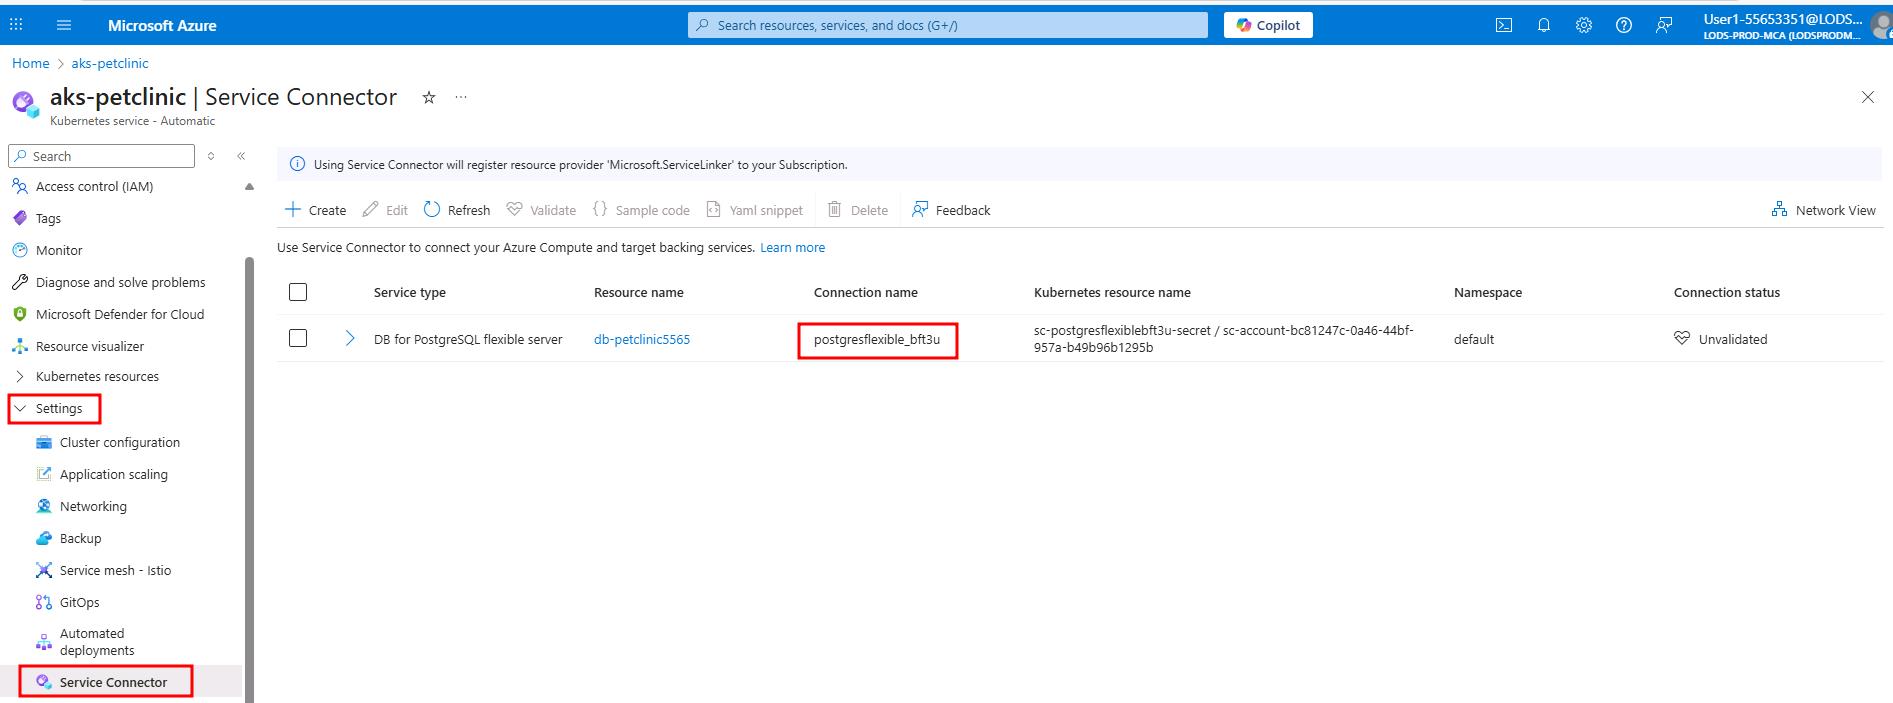 Microsoft Azure
Search resources, services, and docs (G+/)
Copilot
User1-55653351@LODS...
LODS-PROD-MCA (LODSPRODM...
Home > aks-petclinic
aks-petclinic | Service Connector
Kubernetes service - Automatic
Search
Access control (IAM)
Tags
Monitor
Diagnose and solve problems
Microsoft Defender for Cloud
Resource visualizer
Kubernetes resources
Settings
Cluster configuration
Application scaling
Networking
Backup
Service mesh - Istio
GitOps
Automated
deployments
Service Connector
Using Service Connector will register resource provider 'Microsoft.ServiceLinker' to your Subscription.
Create Edit Refresh Validate Sample code Yaml snippet Delete Feedback Network View
Use Service Connector to connect your Azure Compute and target backing services. Learn more
Service type Resource name Connection name Kubernetes resource name Namespace Connection status
DB for PostgreSQL flexible server db-petclinic5565 postgresflexible_bft3u sc-postgresflexiblebft3u-secret / sc-account-bc81247c-0a46-44bf- default Unvalidated
957a-b49b96b1295b